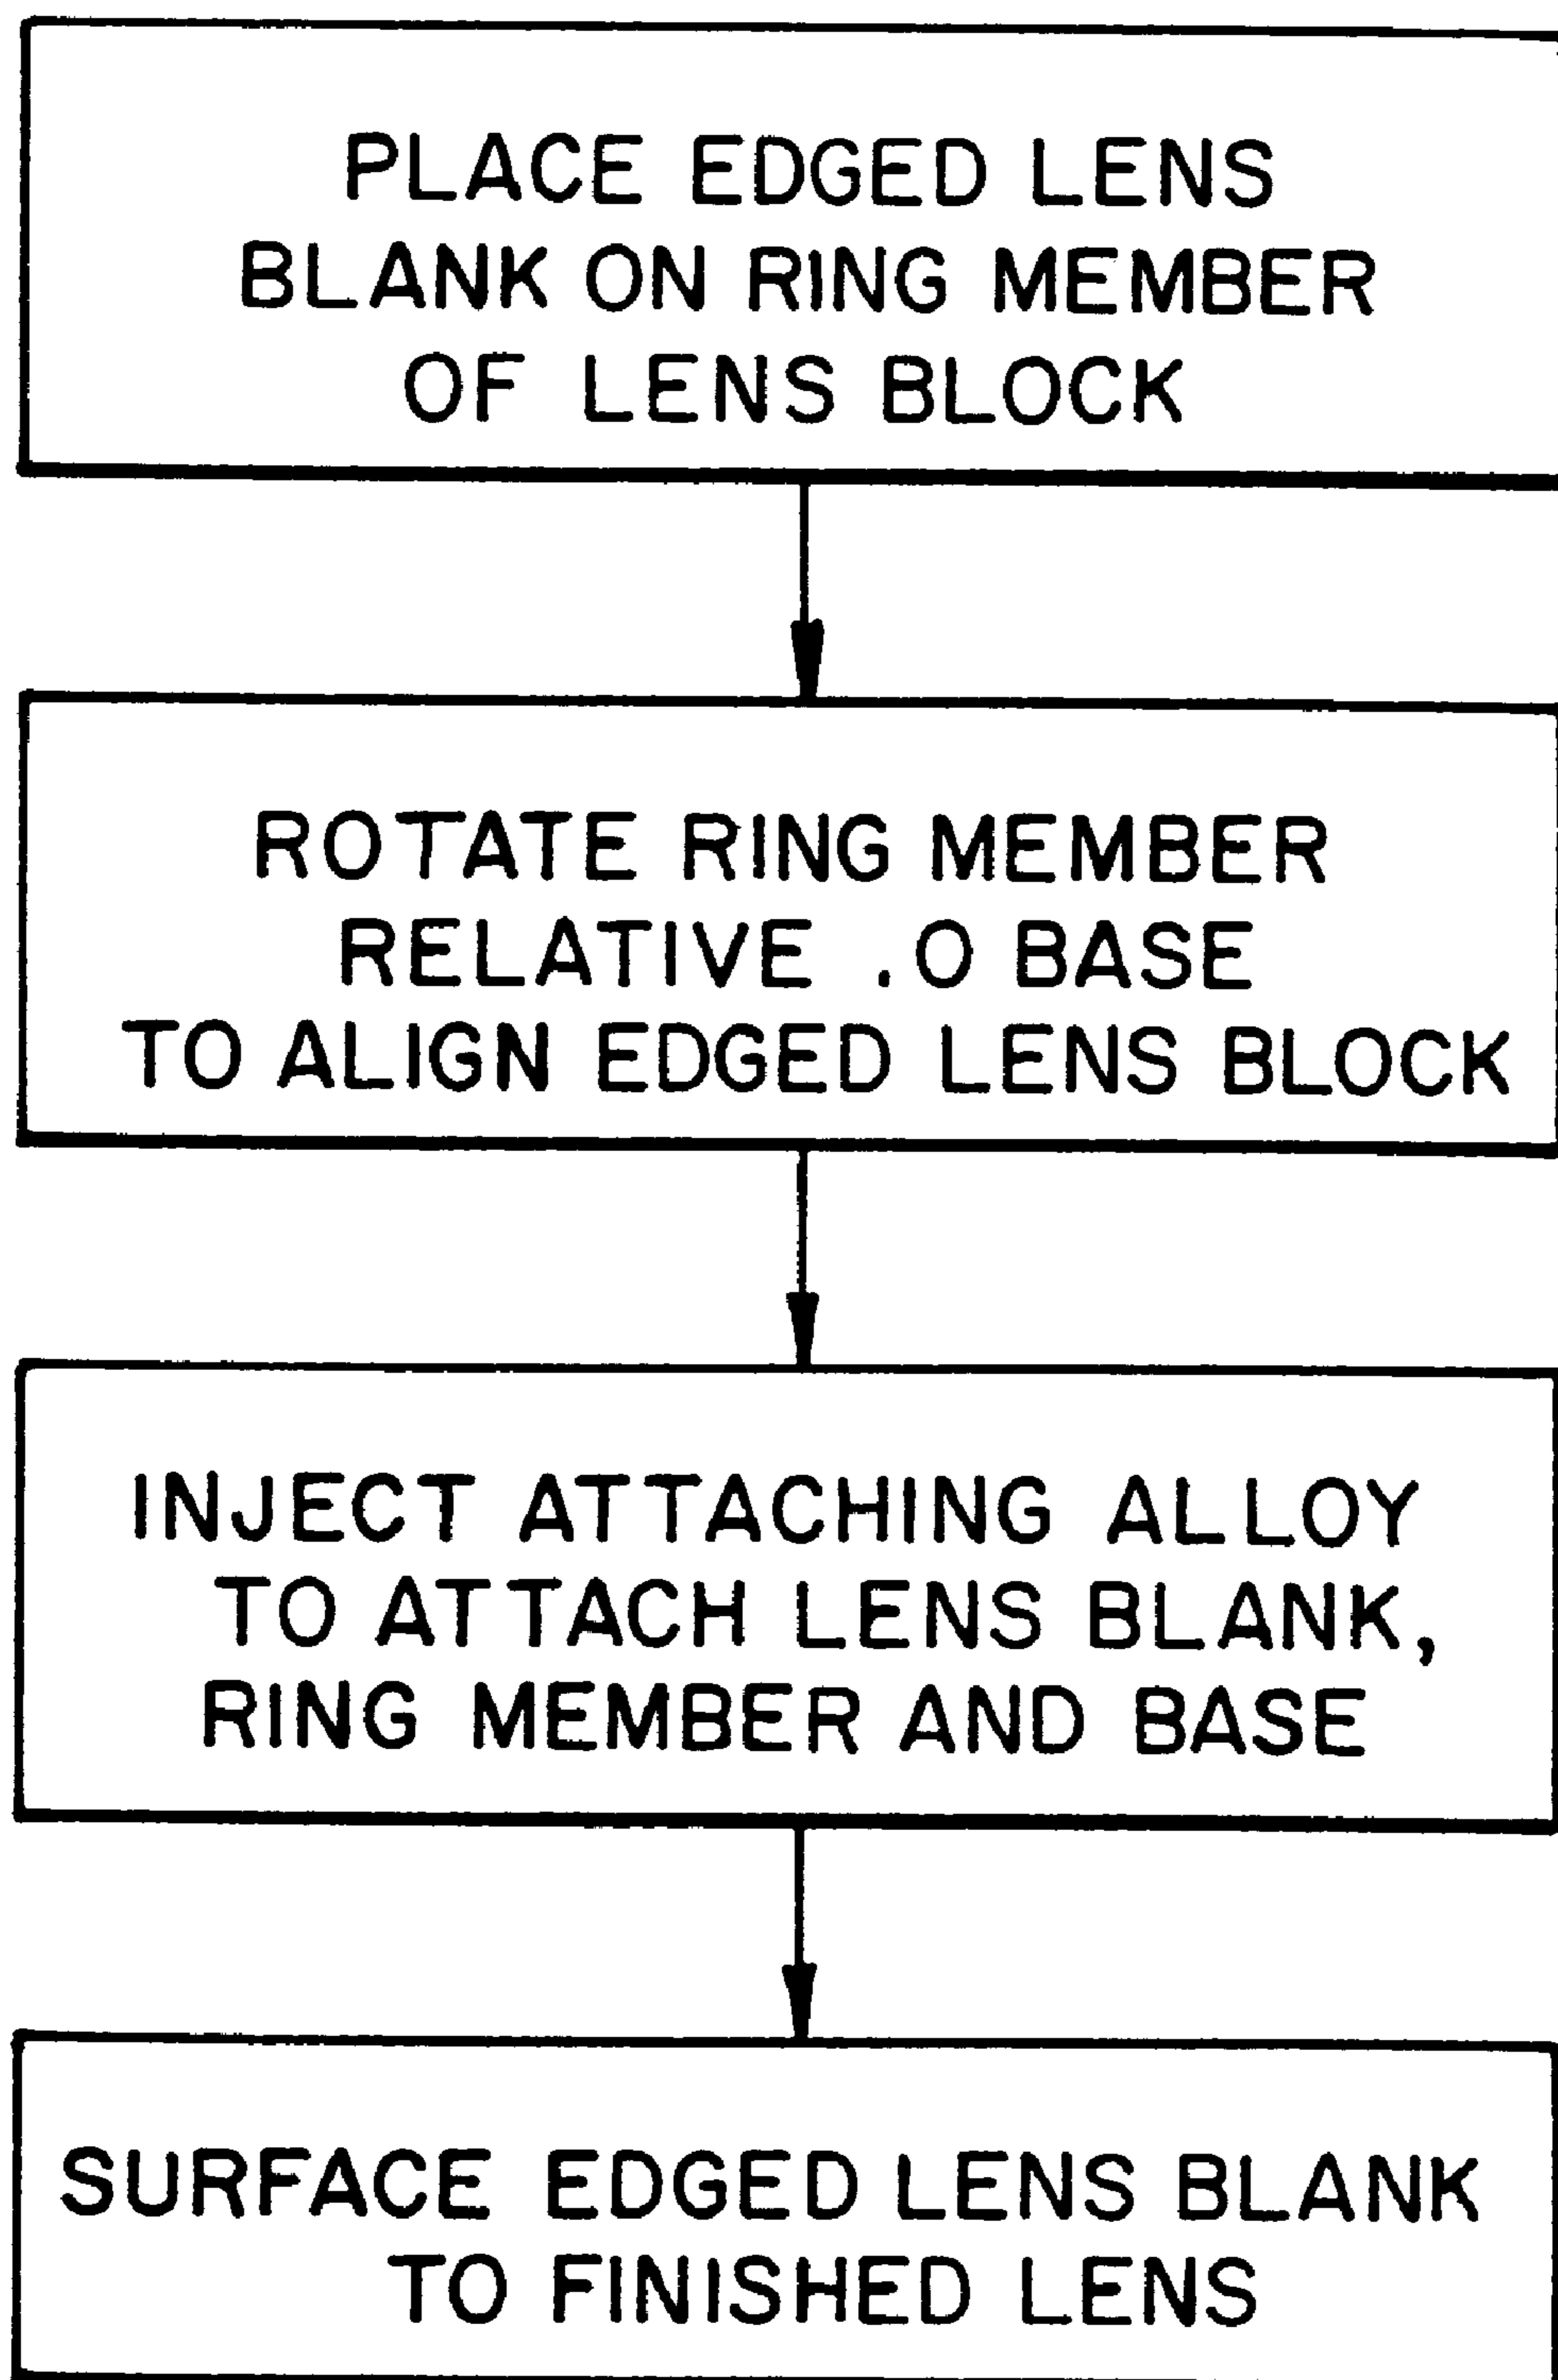 PLACE EDGED LENS
BLANK ON RING MEMBER
OF LENS BLOCK
ROTATE RING MEMBER
RELATIVE .O BASE
TO ALIGN EDGED LENS BLOCK
INJECT ATTACHING ALLOY
TO ATTACH LENS BLANK,
RING MEMBER AND BASE
SURFACE EDGED LENS BLANK
TO FINISHED LENS